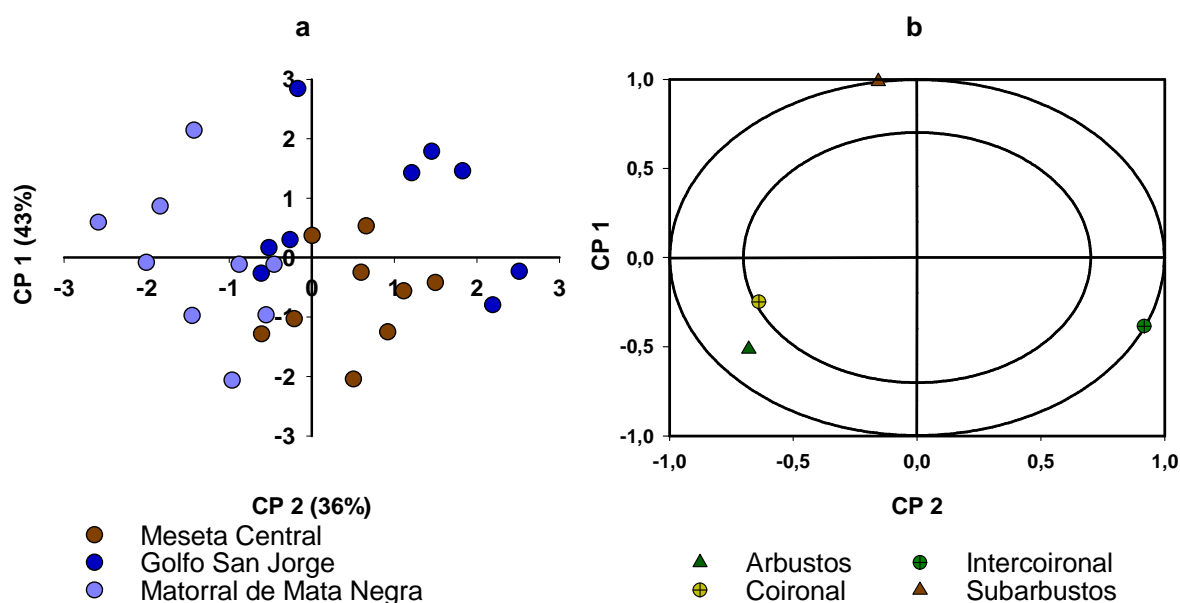 a
b
3
2
1
0
-1
-2
-3
-3
-2
-1
0
1
2
3
CP 1 (43%)
CP 2 (36%)
1,0
0,5
0,0
-0,5
-1,0
-1,0
-0,5
0,0
0,5
1,0
CP 1
CP 2
Meseta Central
Golfo San Jorge
Matorral de Mata Negra
Arbustos
Intercoironal
Coironal
Subarbustos